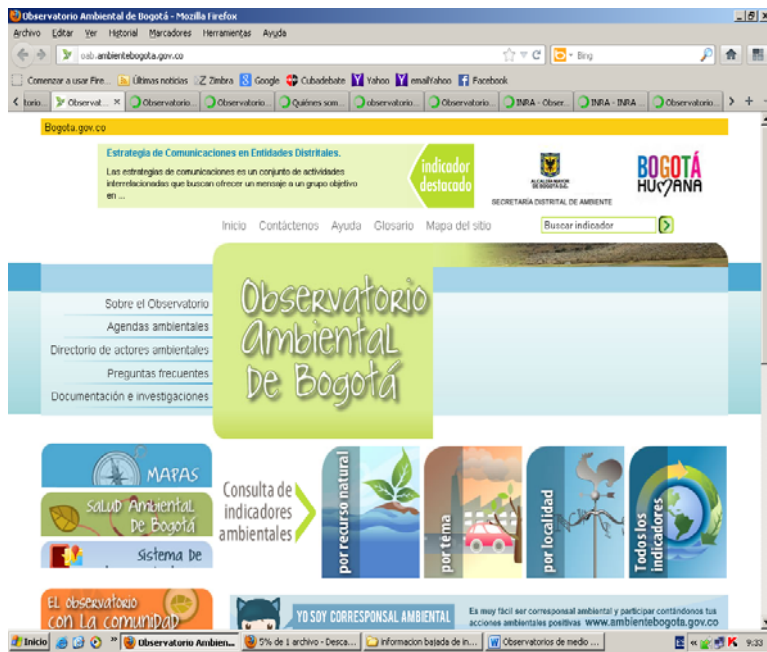 Observatorio Ambiental de Bogotá - Mozilla Firefox
Archivo Editar Ver Historial Marcadores Herramientas Ayuda
oab.ambientebogota.gov.co
Bing
Comenzar a usar Fire... Últimas noticias Zimbra Google Cubadebate Yahoo emailYahoo Facebook
torio... Observat... Observatorio... Observatorio... Quiénes som... observatorio... Observatorio... INRA - Obser... INRA - INRA ... Observatorio...
Bogota.gov.co
Estrategia de Comunicaciones en Entidades Distritales.
Las estrategias de comunicaciones es un conjunto de actividades
interrelacionadas que buscan ofrecer un mensaje a un grupo objetivo
en ...
indicador
destacado
ALCALDÍA MAYOR
DE BOGOTÁ D.C.
SECRETARÍA DISTRITAL DE AMBIENTE
BOGOTÁ
HUMANA
Inicio Contáctenos Ayuda Glosario Mapa del sitio
Buscar indicador
Sobre el Observatorio
Agendas ambientales
Directorio de actores ambientales
Preguntas frecuentes
Documentación e investigaciones
Observatorio
Ambiental
De Bogotá
MAPAS
Salud Ambiental
De Bogotá
Sistema De
El observatorio
con La comunidad
Consulta de
indicadores
ambientales
por recurso natural
por tema
por localidad
Todos los
indicadores
YO SOY CORRESPONSAL AMBIENTAL
Es muy fácil ser corresponsal ambiental y participar contándonos tus
acciones ambientales positivas www.ambientebogota.gov.co
Inicio
Observatorio Ambien...
5% de 1 archivo - Desca...
Informacion bajada de in...
Observatorios de medio ...
ES
9:33